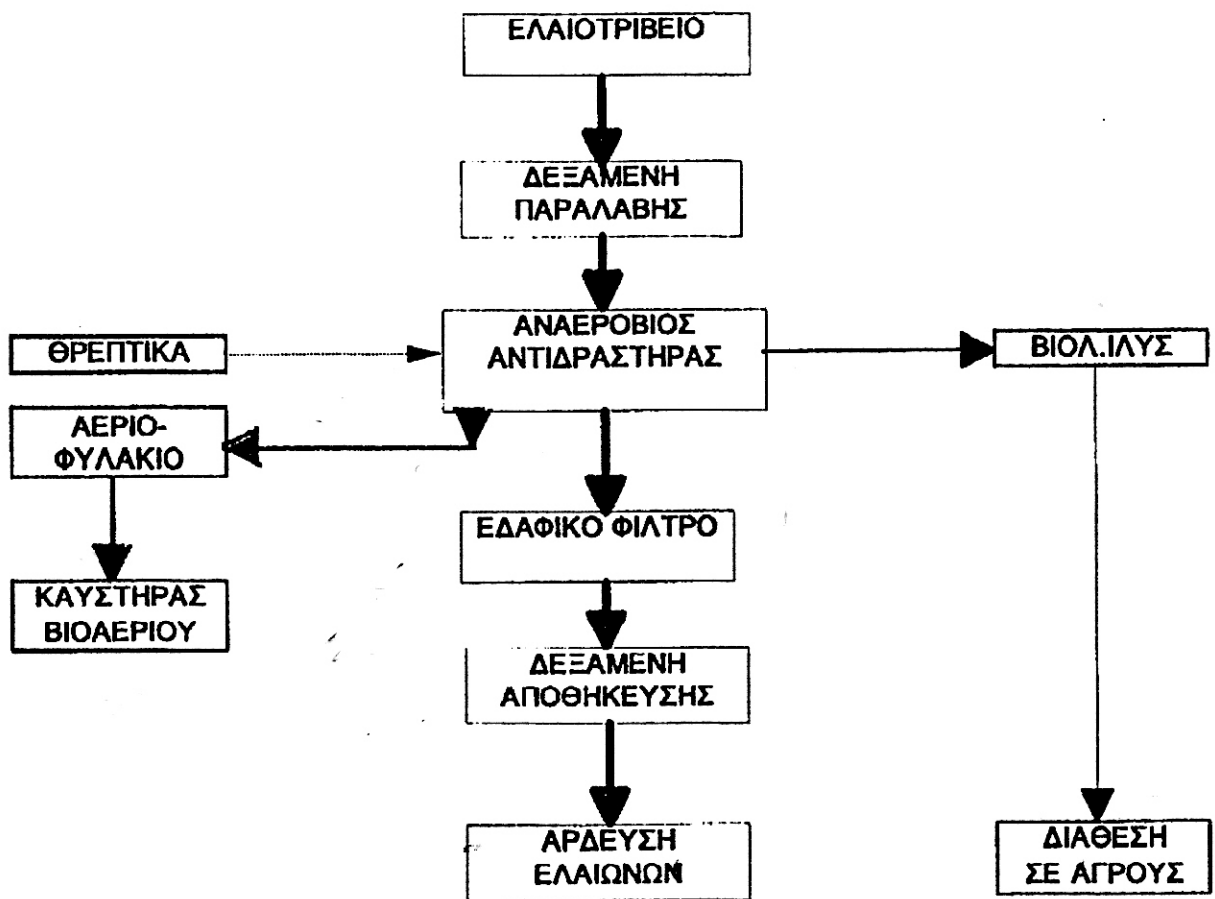 ΕΛΑΙΟΤΡΙΒΕΙΟ
ΔΕΞΑΜΕΝΗ
ΠΑΡΑΛΑΒΗΣ
ΑΝΑΕΡΟΒΙΟΣ
ΑΝΤΙΔΡΑΣΤΗΡΑΣ
ΘΡΕΠΤΙΚΑ
ΒΙΟΛ.ΙΛΥΣ
ΑΕΡΙΟ-
ΦΥΛΑΚΙΟ
ΕΔΑΦΙΚΟ ΦΙΛΤΡΟ
ΚΑΥΣΤΗΡΑΣ
ΒΙΟΑΕΡΙΟΥ
ΔΕΞΑΜΕΝΗ
ΑΠΟΘΗΚΕΥΣΗΣ
ΑΡΔΕΥΣΗ
ΕΛΑΙΩΝΩΝ
ΔΙΑΘΕΣΗ
ΣΕ ΑΓΡΟΥΣ